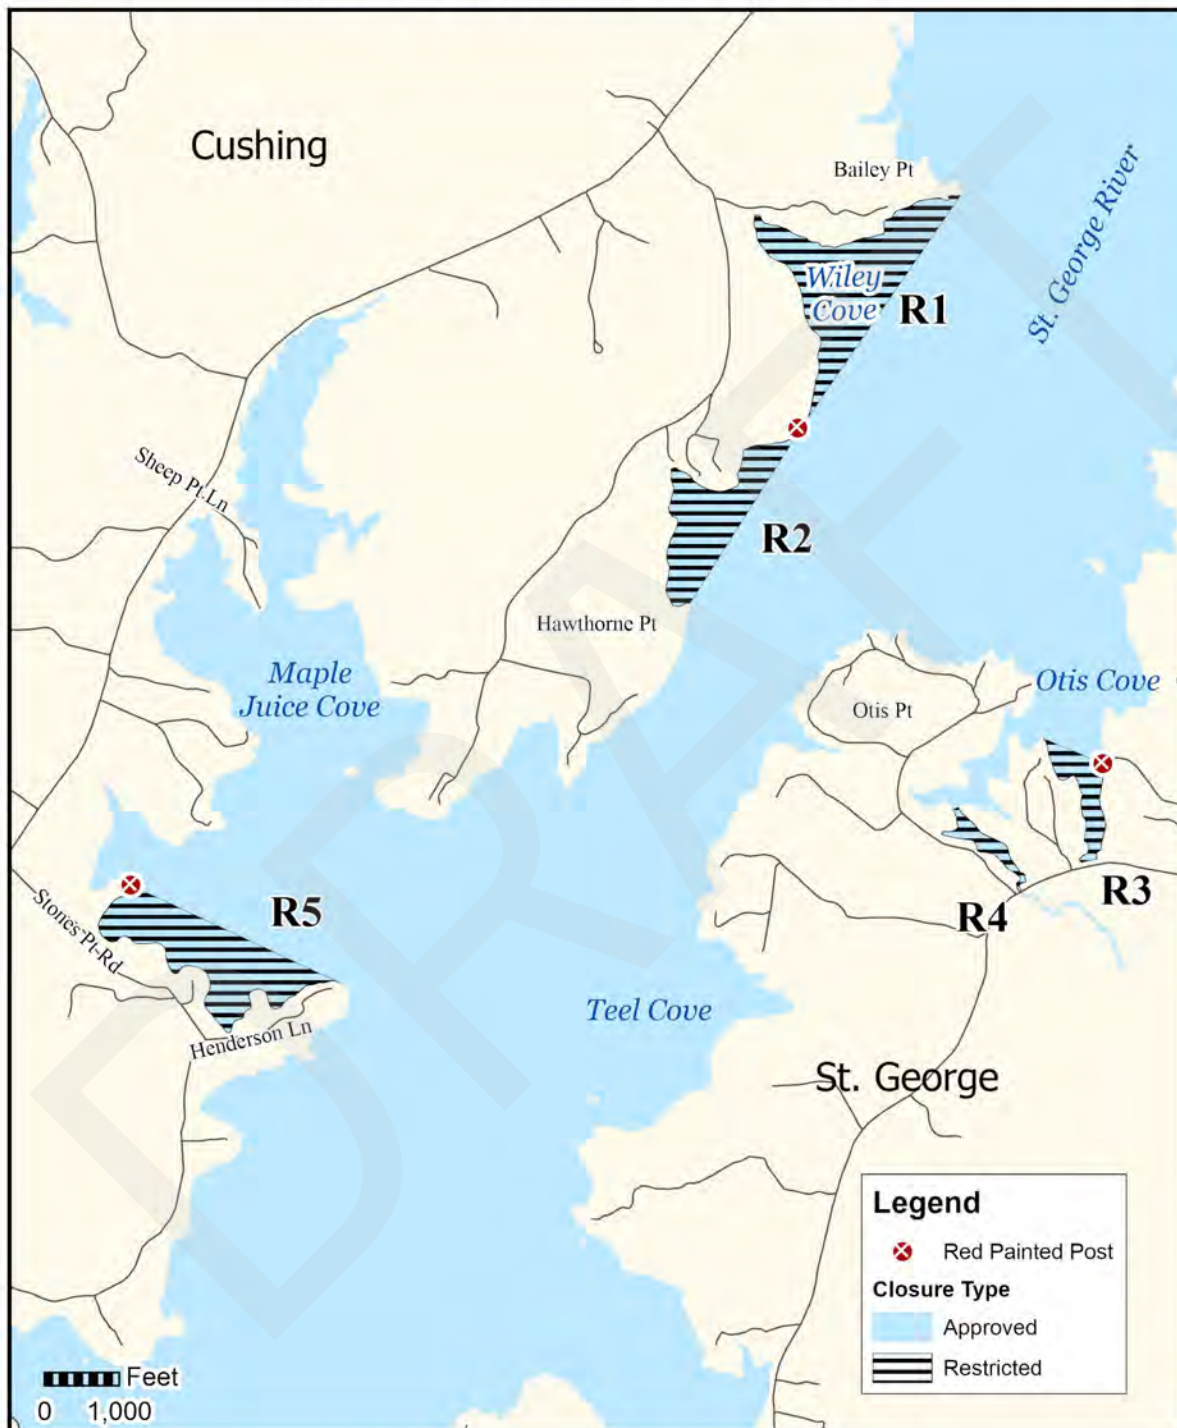 Cushing
Bailey Pt
St. George River
Wiley
Cove
R1
Sheep Pt Ln
R2
Hawthorne Pt
Maple
Juice Cove
Otis Cove
Otis Pt
R5
R3
R4
Stones Pt Rd
Teel Cove
Henderson Ln
St. George
DRAFT
Legend
Red Painted Post
Closure Type
Approved
Restricted
Feet
0 1,000